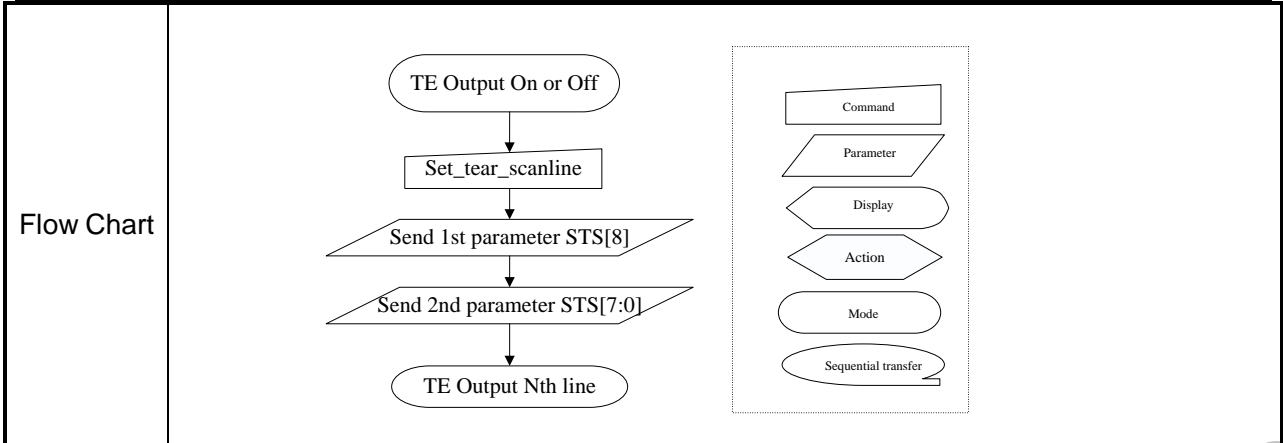 Flow Chart
TE Output On or Off
Set_tear_scanline
Send 1st parameter STS[8]
Send 2nd parameter STS[7:0]
TE Output Nth line
Command
Parameter
Display
Action
Mode
Sequential transfer